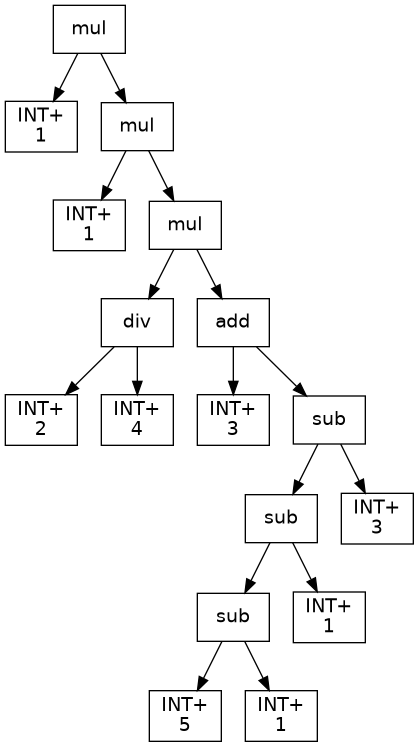 mul
INT+
1
mul
INT+
1
mul
div
add
INT+
2
INT+
4
INT+
3
sub
sub
INT+
3
sub
INT+
1
INT+
5
INT+
1